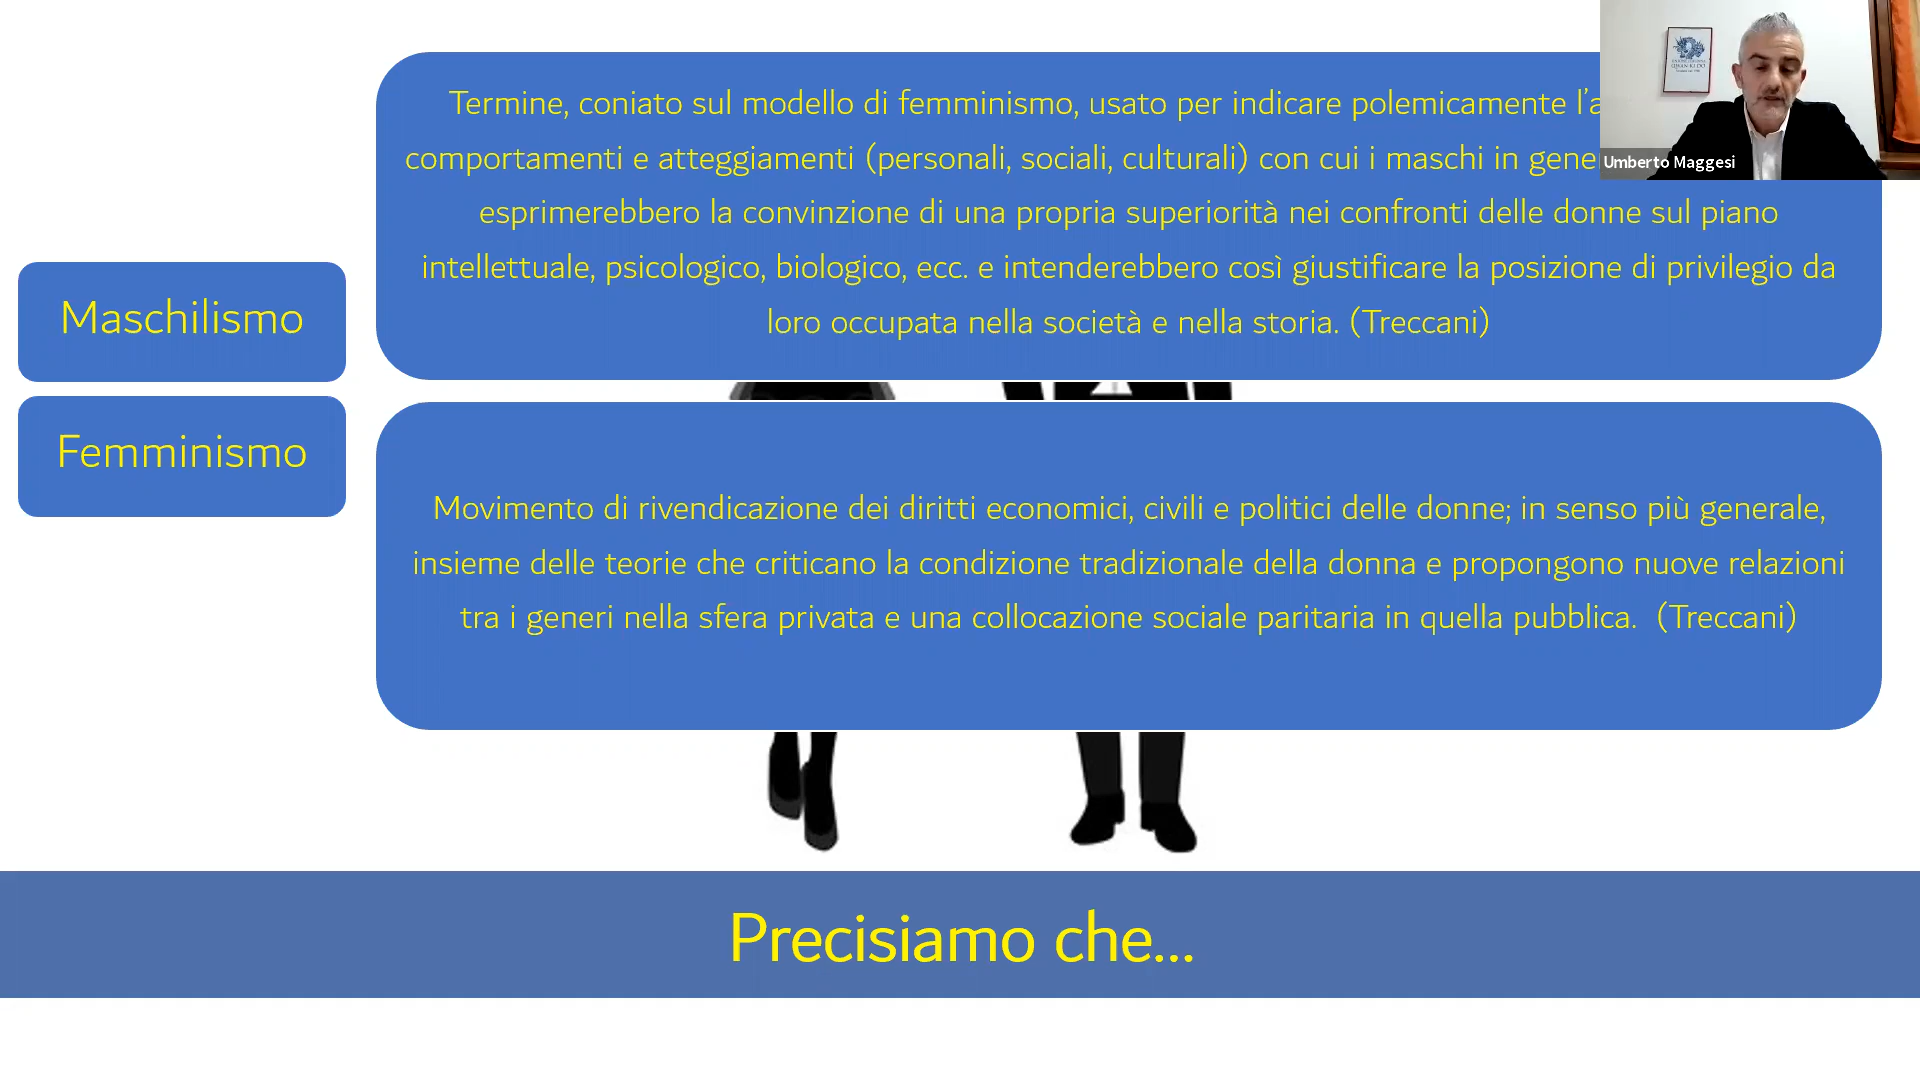 Termine, coniato sul modello di femminismo, usato per indicare polemicamente
comportamenti e atteggiamenti (personali, sociali, culturali) con cui i maschi in
esprimerebbero la convinzione di una propria superiorità nei confronti delle donne sul piano
intellettuale, psicologico, biologico, ecc. e intenderebbero così giustificare la posizione di privilegio da
loro occupata nella società e nella storia. (Treccani)
Umberto Maggesi
Maschilismo
Femminismo
Movimento di rivendicazione dei diritti economici, civili e politici delle donne; in senso più generale,
insieme delle teorie che criticano la condizione tradizionale della donna e propongono nuove relazioni
tra i generi nella sfera privata e una collocazione sociale paritaria in quella pubblica.  (Treccani)
Precisiamo che...